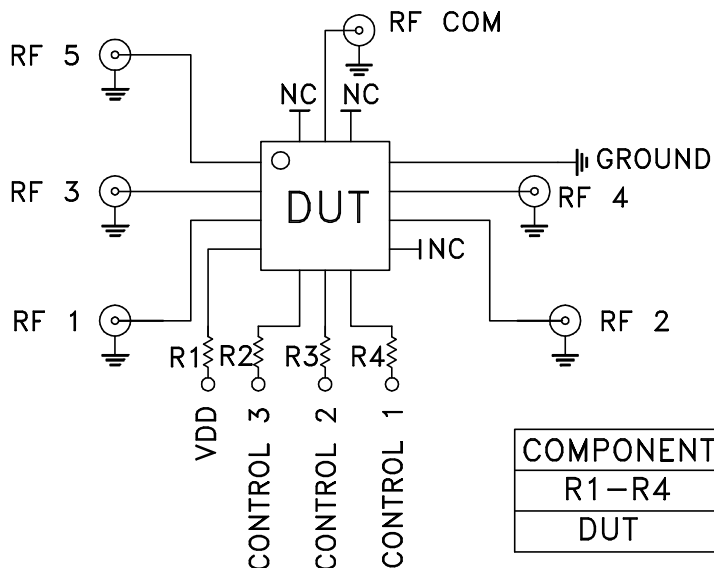 RF COM
RF 5
NC NC
GROUND
RF 3
DUT
RF 4
NC
RF 1
RF 2
R1 R2 R3 R4
VDD
CONTROL 3
CONTROL 2
CONTROL 1
COMPONENT
R1-R4
DUT